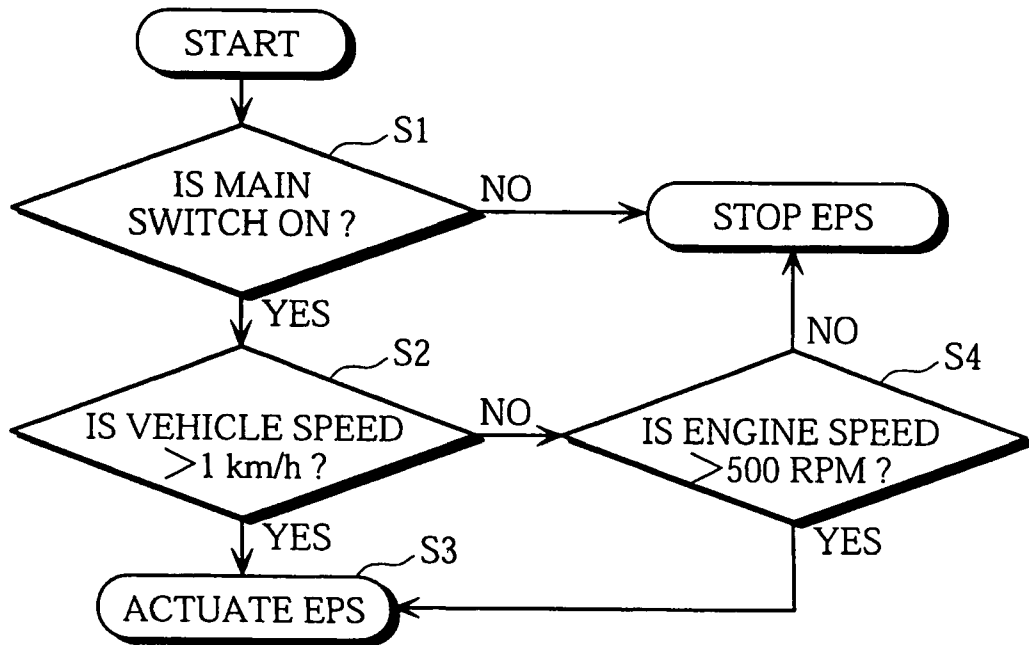 START
S1
IS MAIN
SWITCH ON ?
NO
STOP EPS
YES
NO
S2
S4
IS VEHICLE SPEED
>1 km/h ?
NO
IS ENGINE SPEED
>500 RPM ?
YES
YES
S3
ACTUATE EPS